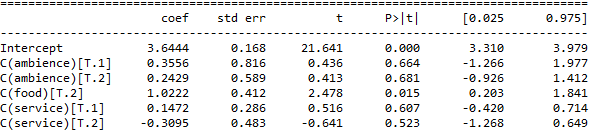 coef std err t P>|t| [0.025 0.975]
Intercept 3.6444 0.168 21.641 0.000 3.310 3.979
C(ambience)[T.1] 0.3556 0.816 0.436 0.664 -1.266 1.977
C(ambience)[T.2] 0.2429 0.589 0.413 0.681 -0.926 1.412
C(food)[T.2] 1.0222 0.412 2.478 0.015 0.203 1.841
C(service)[T.1] 0.1472 0.286 0.516 0.607 -0.420 0.714
C(service)[T.2] -0.3095 0.483 -0.641 0.523 -1.268 0.649